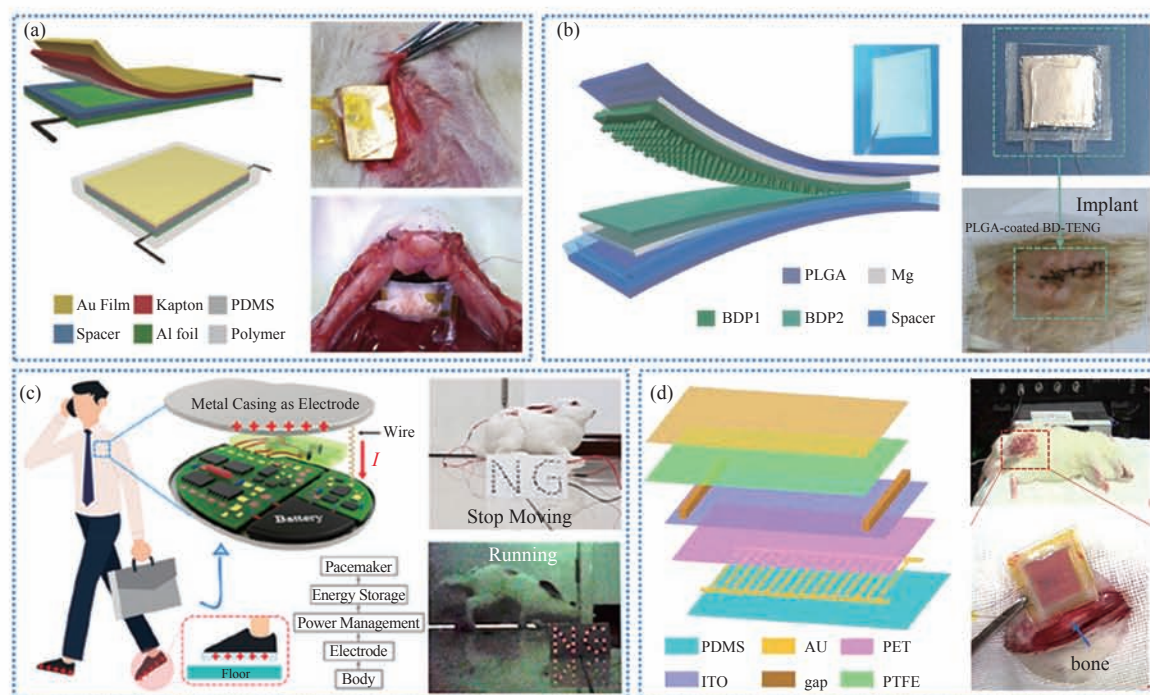 (a)
Au Film Kapton PDMS
Spacer Al foil Polymer
(b)
PLGA Mg
BDP1 BDP2 Spacer
Implant
PLGA-coated BD-TENG
(c)
Metal Casing as Electrode
Wire
I
Battery
Pacemaker
Energy Storage
Power Management
Electrode
Body
Floor
NG
Stop Moving
Running
(d)
PDMS AU PET
ITO gap PTFE
bone